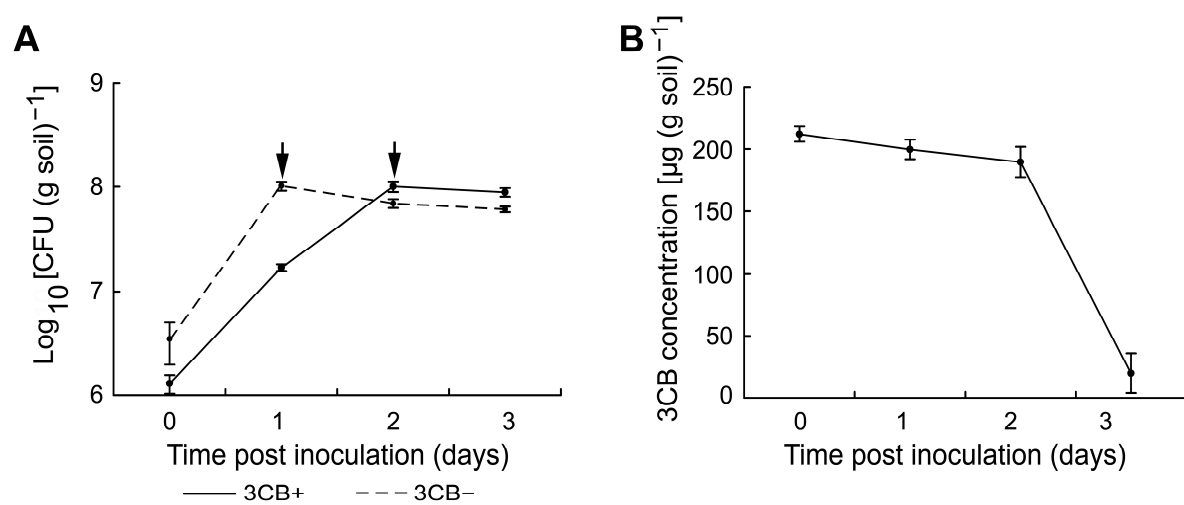 A
Log10[CFU (g soil)−1]
9
8
7
6
0 1 2 3
Time post inoculation (days)
3CB+ 3CB−
B
3CB concentration [µg (g soil)−1]
250
200
150
100
50
0
0 1 2 3
Time post inoculation (days)